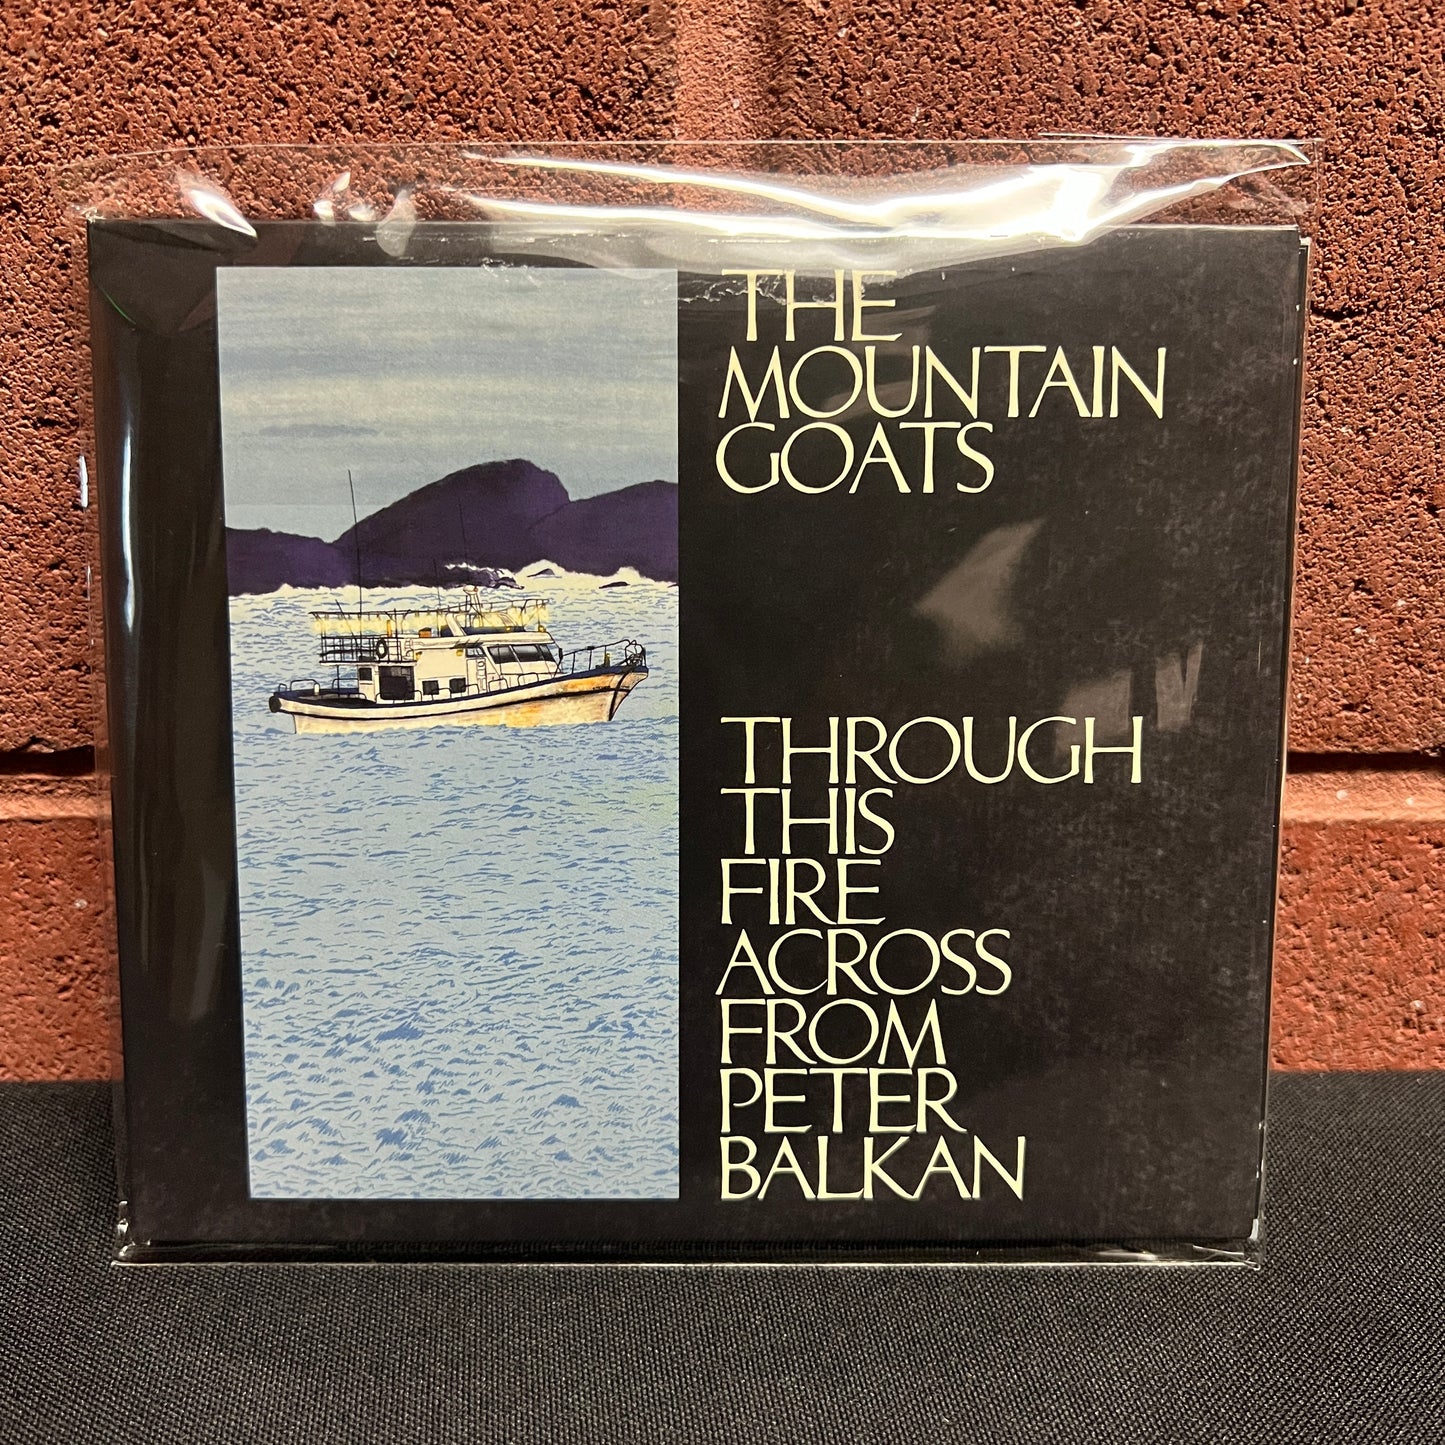 THE
MOUNTAIN
GOATS
THROUGH
THIS
FIRE
ACROSS
FROM
PETER
BALKAN